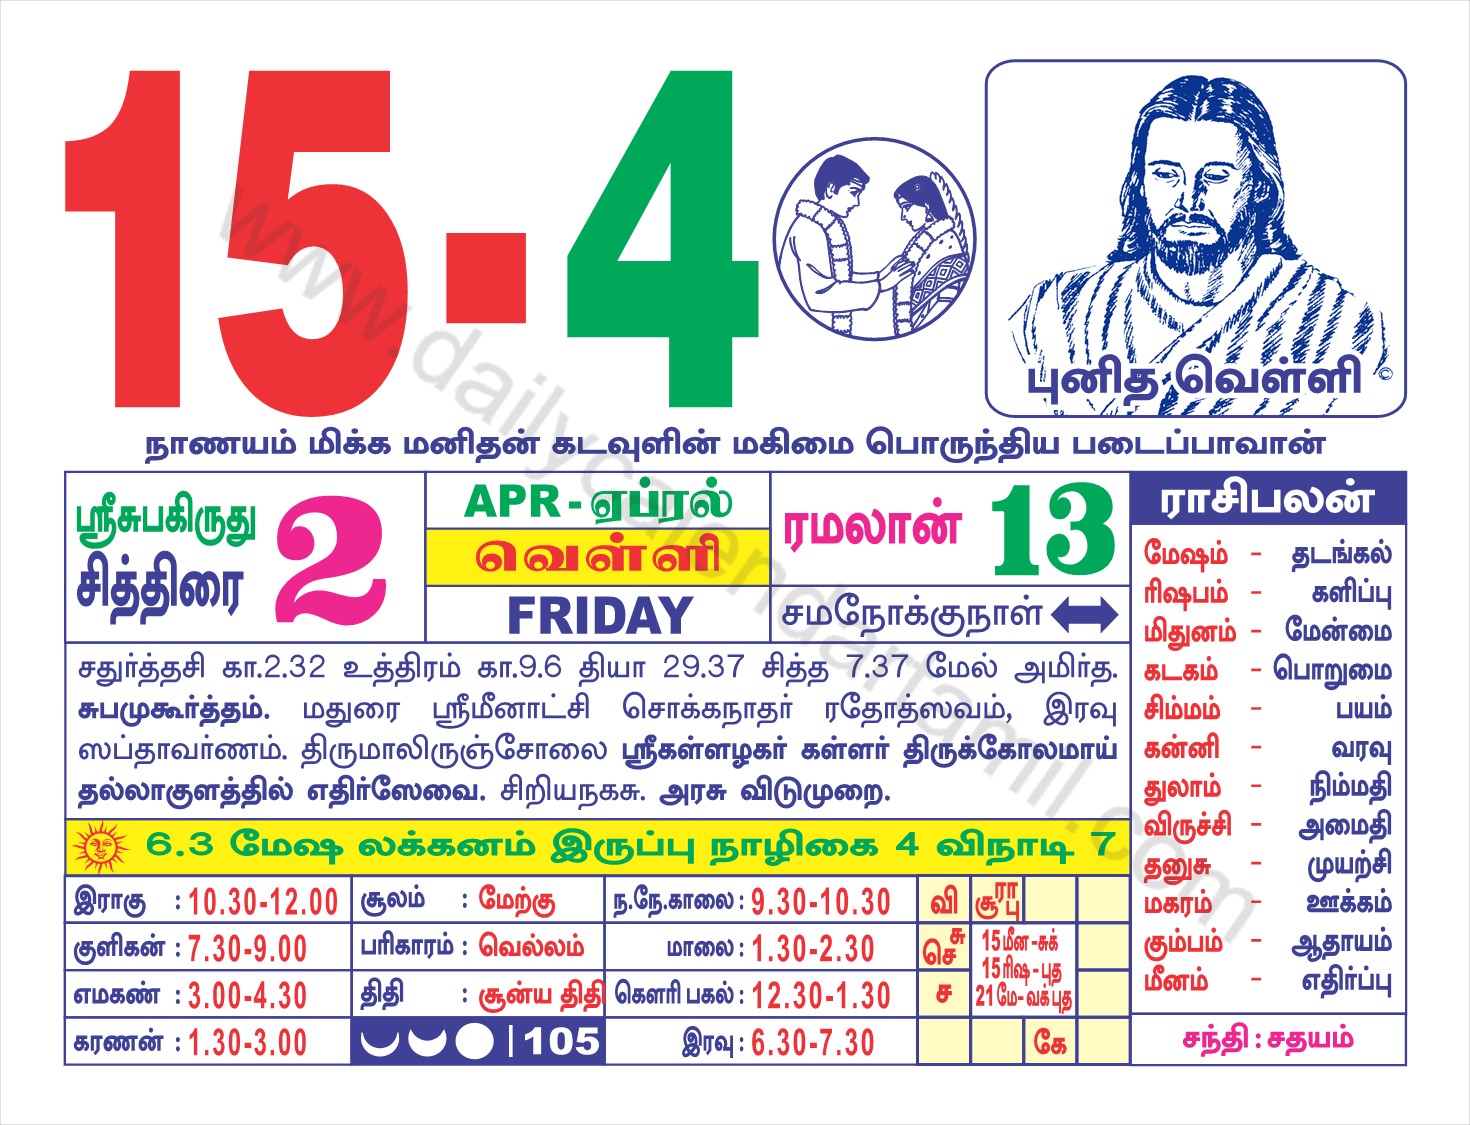 15-4
புனித வெள்ளி ©
நாணயம் மிக்க மனிதன் கடவுளின் மகிமை பொருந்திய படைப்பாவான்
ஸ்ரீசுபகிருது
சித்திரை 2
APR - ஏப்ரல்
வெள்ளி
FRIDAY
ரமலான் 13
சமநோக்குநாள்
சதுர்த்தசி கா.2.32 உத்திரம் கா.9.6 தியா 29.37 சித்த 7.37 மேல் அமிர்த.
சுபமுகூர்த்தம். மதுரை ஸ்ரீமீனாட்சி சொக்கநாதர் ரதோத்ஸவம், இரவு
ஸப்தாவர்ணம். திருமாலிருஞ்சோலை ஸ்ரீகள்ளழகர் கள்ளர் திருக்கோலமாய்
தல்லாகுளத்தில் எதிர்ஸேவை. சிறியநகசு. அரசு விடுமுறை.
6.3 மேஷ லக்கனம் இருப்பு நாழிகை 4 விநாடி 7
இராகு : 10.30-12.00 சூலம் : மேற்கு ந.நே.காலை : 9.30-10.30
குளிகன் : 7.30-9.00 பரிகாரம் : வெல்லம் மாலை : 1.30-2.30
எமகண் : 3.00-4.30 திதி : சூன்ய திதி கௌரி பகல் : 12.30-1.30
கரணன் : 1.30-3.00 105 இரவு : 6.30-7.30
வி சூ ரா பு
செ சு
ச
15 மீன -சுக்
15 ரிஷ - புத
21 மே- வக் புத
கே
ராசிபலன்
மேஷம் - தடங்கல்
ரிஷபம் - களிப்பு
மிதுனம் - மேன்மை
கடகம் - பொறுமை
சிம்மம் - பயம்
கன்னி - வரவு
துலாம் - நிம்மதி
விருச்சி - அமைதி
தனுசு - முயற்சி
மகரம் - ஊக்கம்
கும்பம் - ஆதாயம்
மீனம் - எதிர்ப்பு
சந்தி : சதயம்
www.dailycalendartamil.com